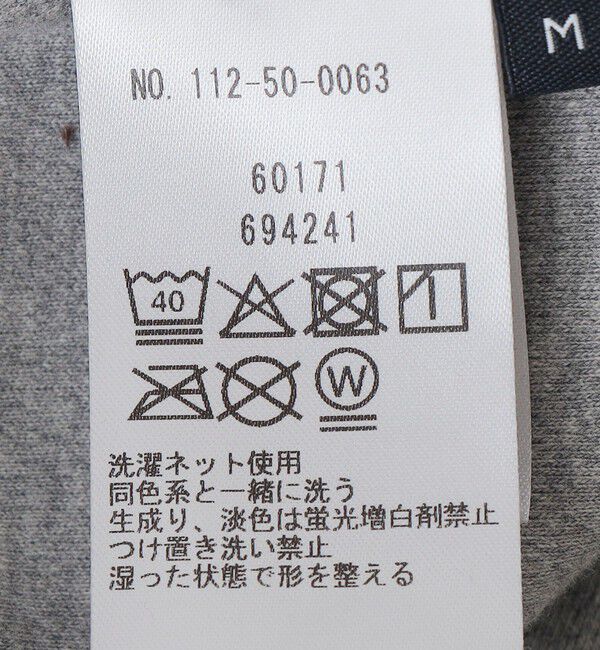 M
NO. 112-50-0063
60171
694241
40
W
洗濯ネット使用
同色系と一緒に洗う
生成り、淡色は蛍光増白剤禁止
つけ置き洗い禁止
湿った状態で形を整える